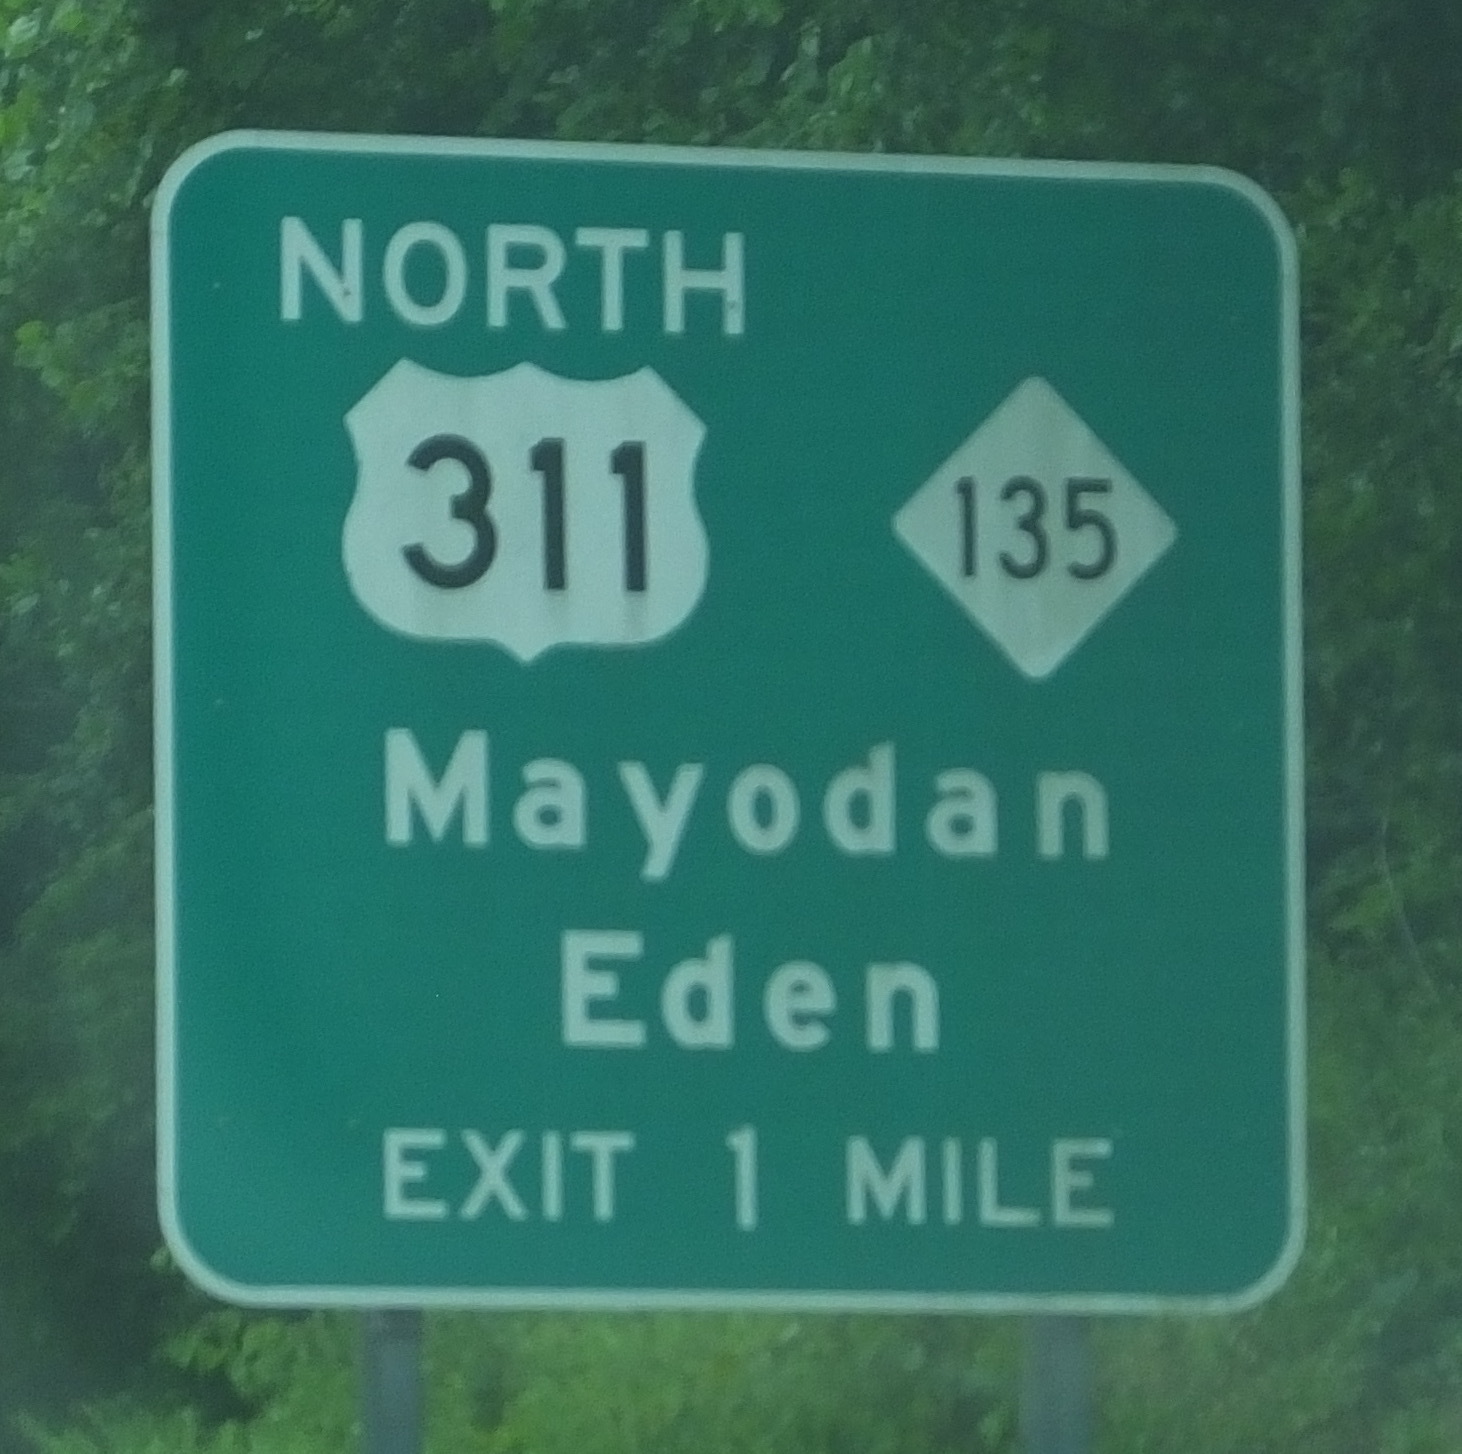 NORTH
311 135
Mayodan
Eden
EXIT 1 MILE